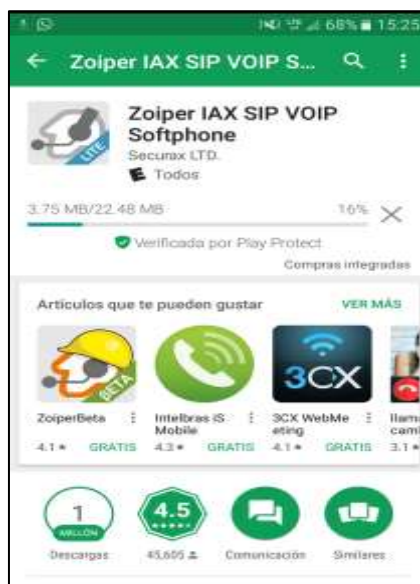 68% 15:25
Zoiper IAX SIP VOIP S...
Zoiper IAX SIP VOIP
Softphone
Securax LTD.
E Todos
LITE
3.75 MB/22.48 MB 16%
Verificada por Play Protect
Compras integradas
Artículos que te pueden gustar VER MÁS
BETA
3CX
ZoiperBeta
Intelbras iS
Mobile
3CX WebMe
eting
llama
cami
4.1★ GRATIS
4.3★ GRATIS
4.1★ GRATIS
3.1★
1
MILLÓN
4.5
Descargas
45,605
Comunicación
Similares